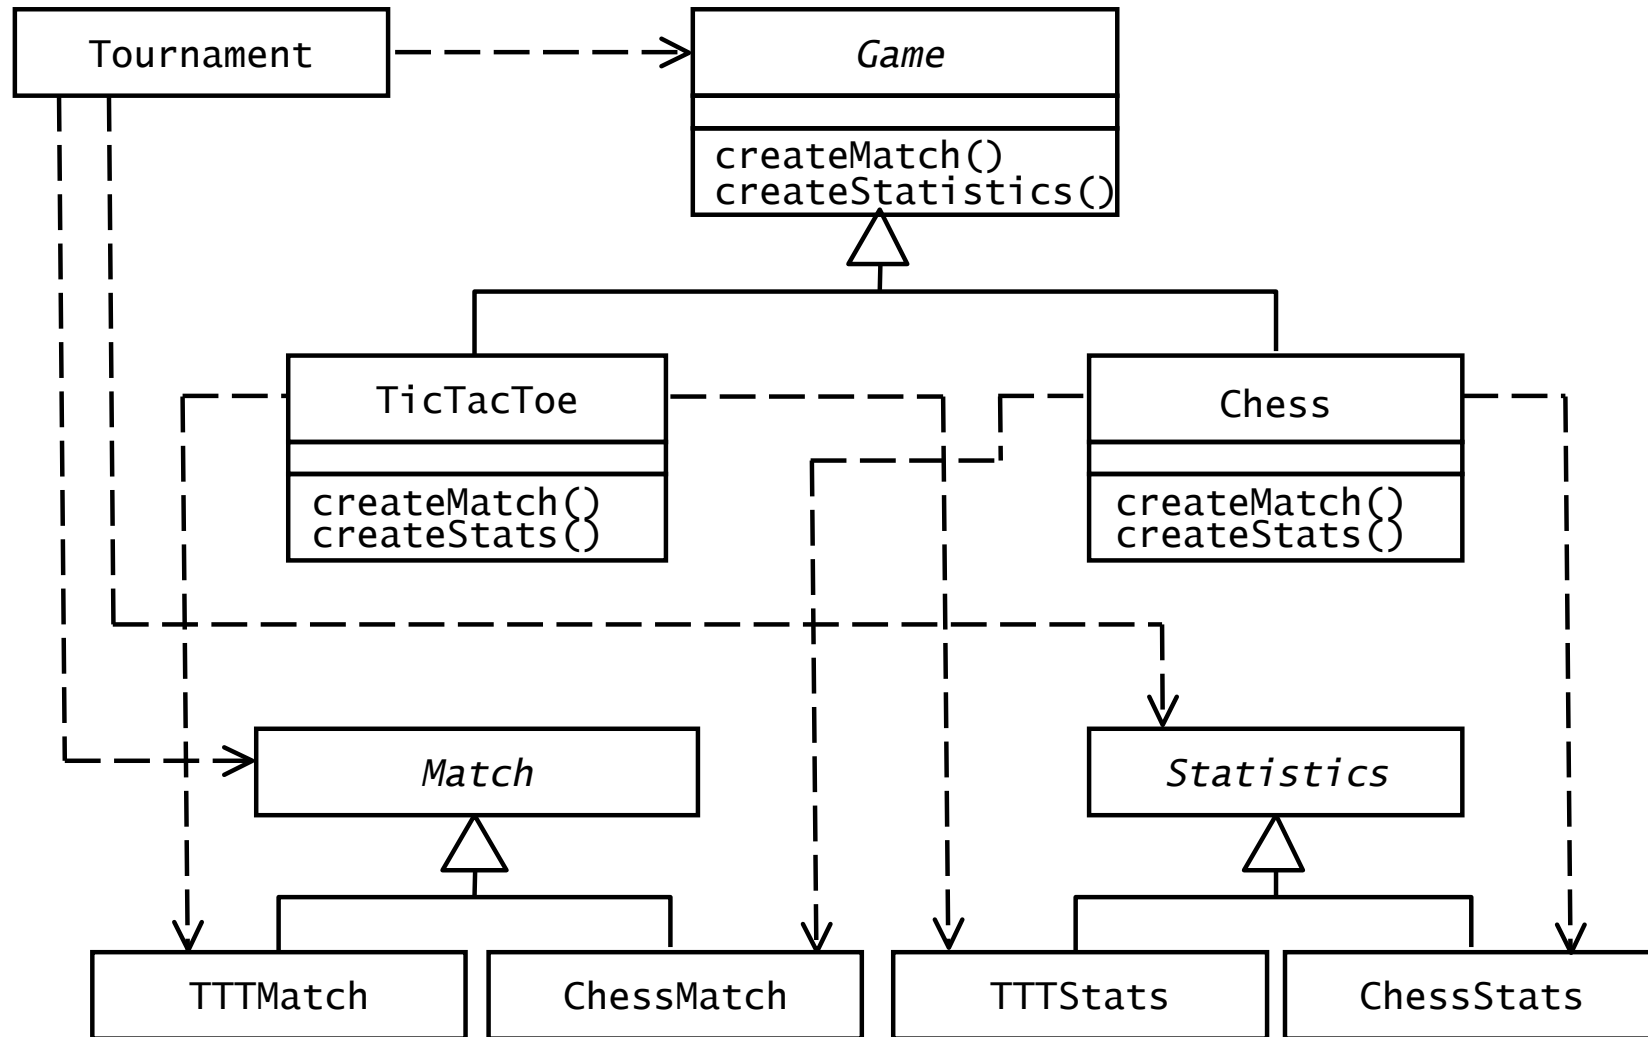 Tournament
Game
createMatch()
createStatistics()
TicTacToe
createMatch()
createStats()
Chess
createMatch()
createStats()
Match
Statistics
TTTMatch
ChessMatch
TTTStats
ChessStats